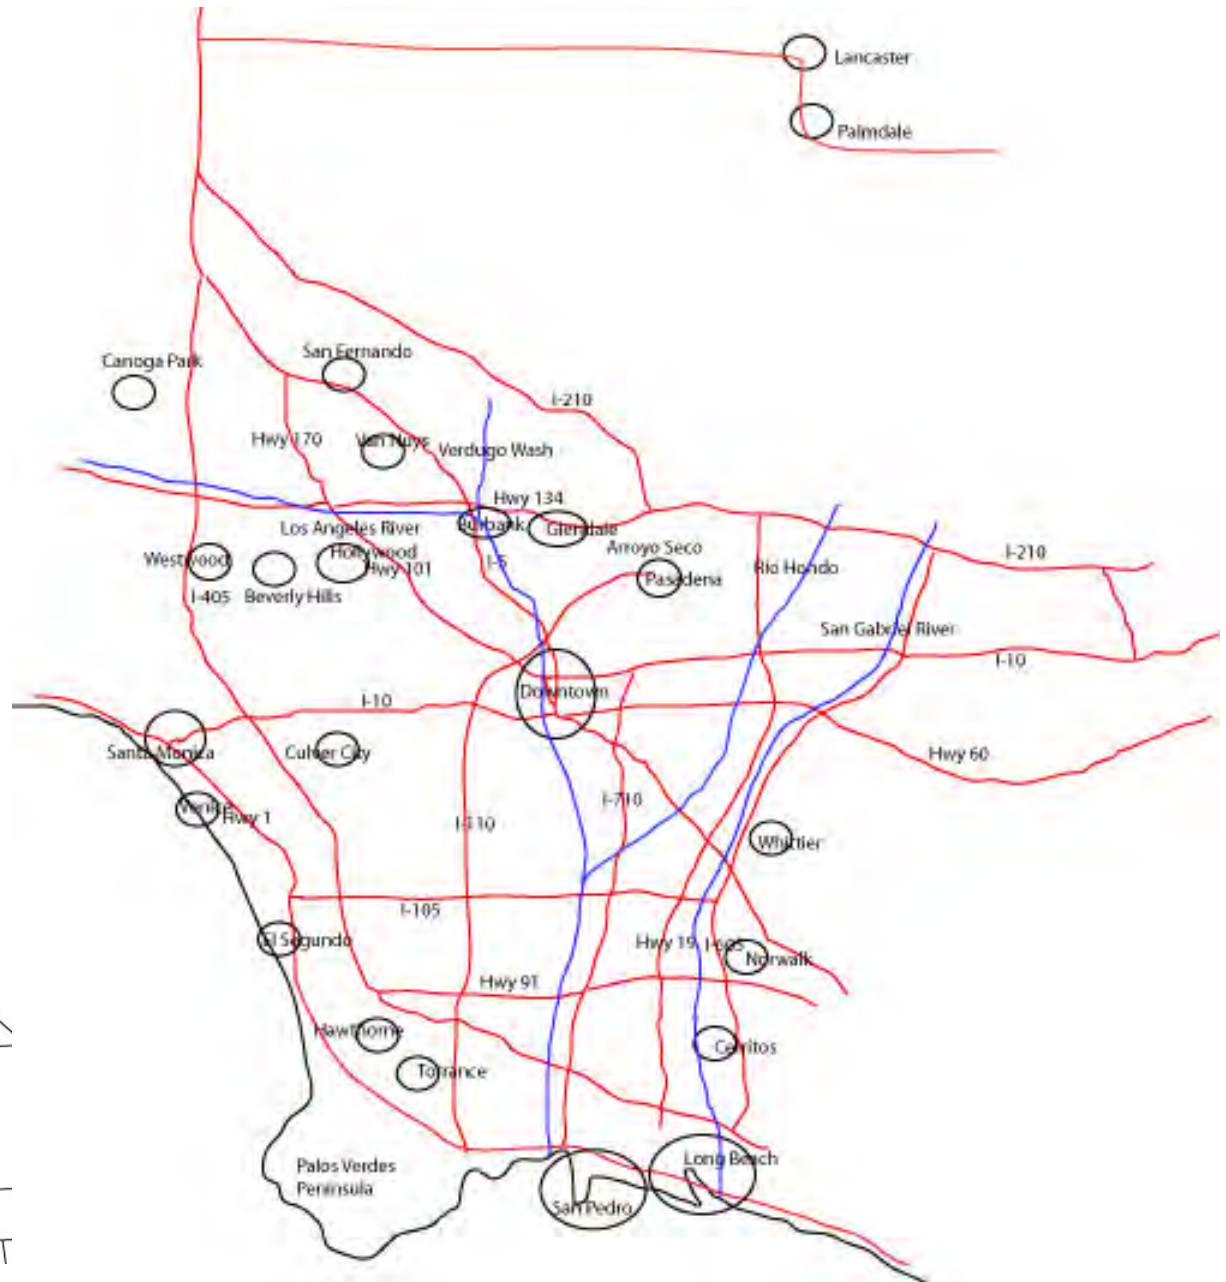 Lancaster
Palmdale
San Fernando
Canoga Park
I-210
Hwy 170
Van Nuys
Verdugo Wash
Hwy 134
Los Angeles River
Burbank
Glendale
Arroyo Seco
Hollywood
I-210
Westwood
Hwy 101
I-5
Rio Hondo
Pasadena
I-405
Beverly Hills
San Gabriel River
I-10
Downtown
I-10
Santa Monica
Culver City
Hwy 60
Venice
Hwy 1
I-710
I-110
Whittier
I-105
El Segundo
Hwy 19
I-605
Norwalk
Hwy 91
Hawthorne
Cerritos
Torrance
Long Beach
Palos Verdes
Peninsula
San Pedro